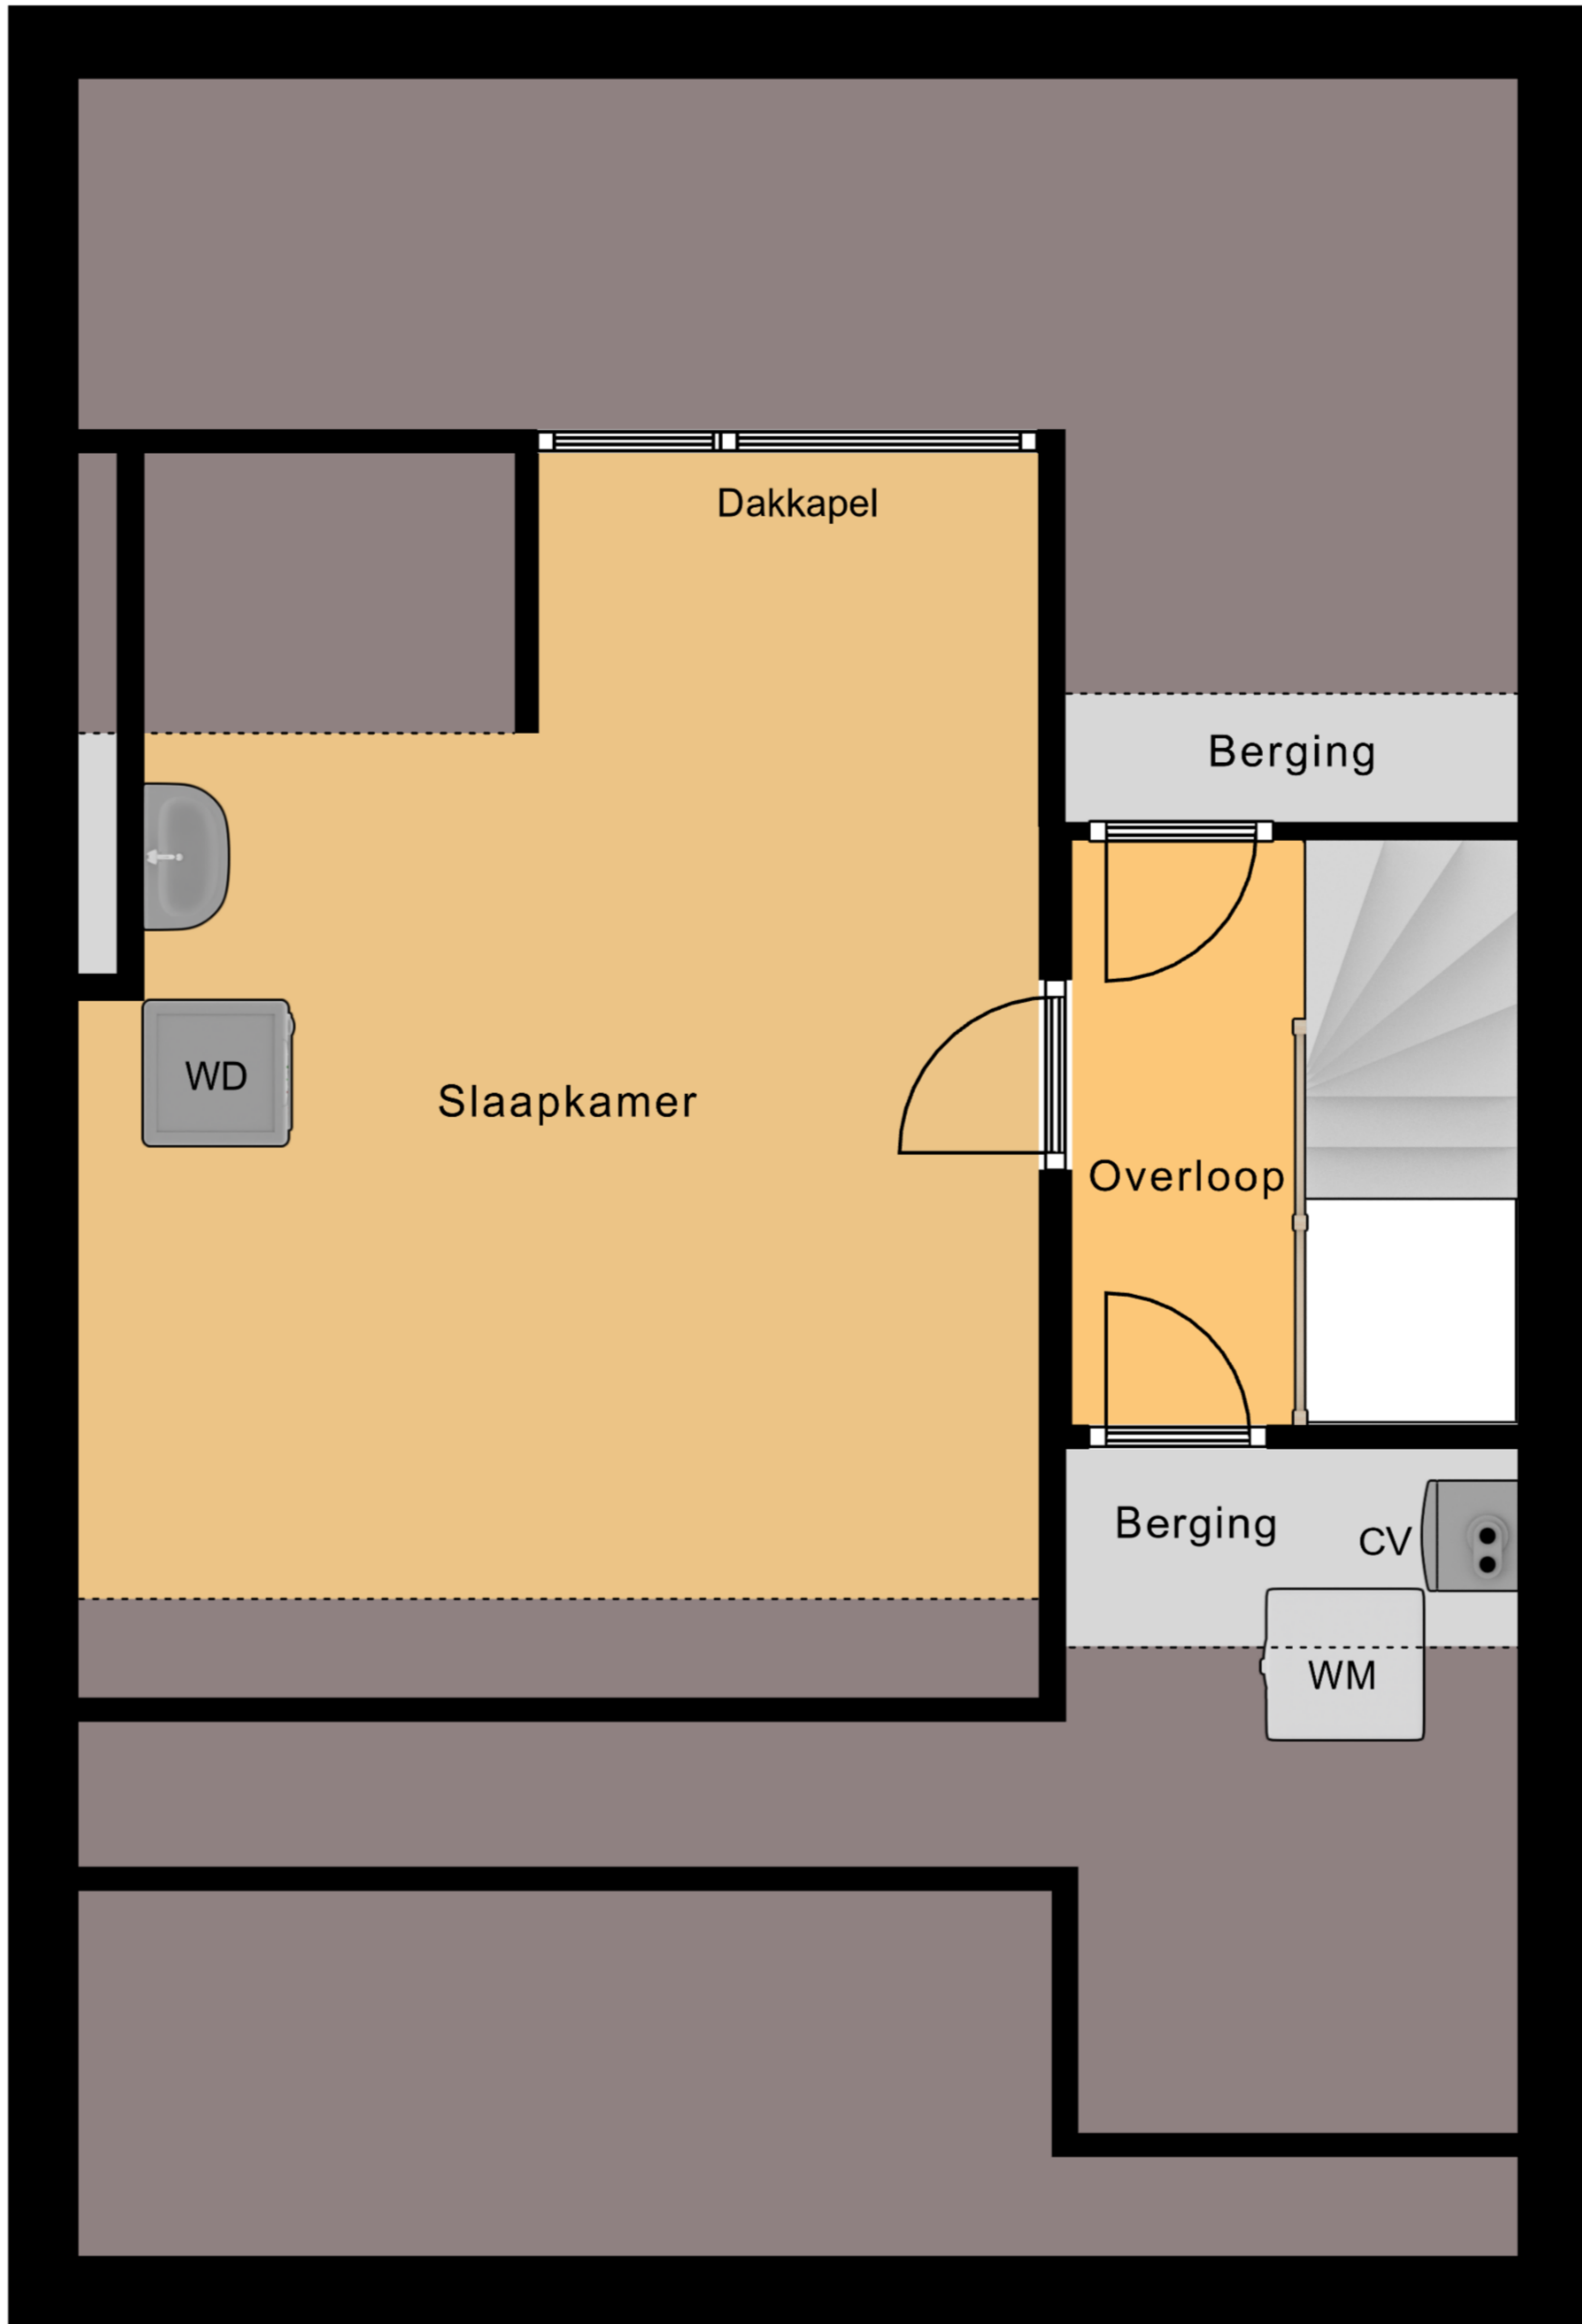 Dakkapel
Berging
WD
Slaapkamer
Overloop
Berging
CV
WM